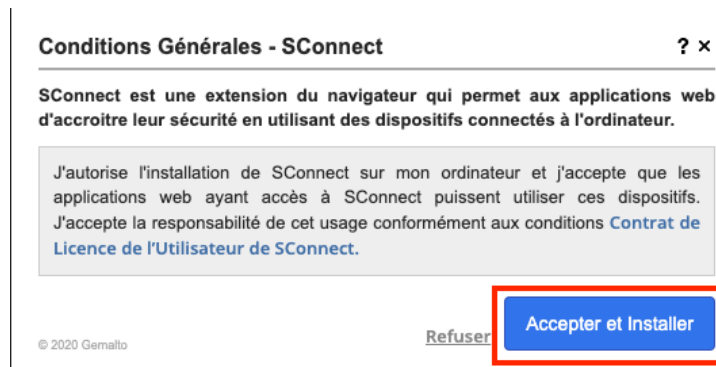 Conditions Générales - SConnect ? ×
SConnect est une extension du navigateur qui permet aux applications web
d'accroitre leur sécurité en utilisant des dispositifs connectés à l'ordinateur.
J'autorise l'installation de SConnect sur mon ordinateur et j'accepte que les
applications web ayant accès à SConnect puissent utiliser ces dispositifs.
J'accepte la responsabilité de cet usage conformément aux conditions Contrat de
Licence de l'Utilisateur de SConnect.
© 2020 Gemalto
Refuser
Accepter et Installer